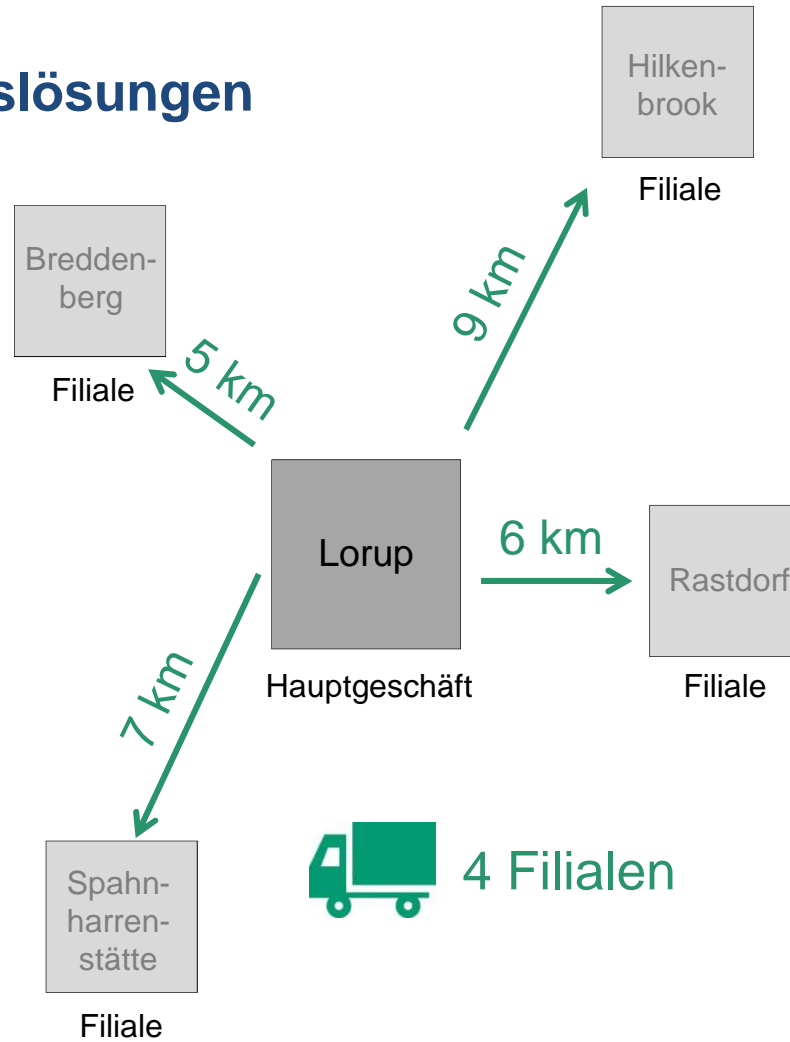 slösungen
Hilken-
brook
Filiale
Bredden-
berg
Filiale
5 km
9 km
Lorup
Hauptgeschäft
6 km
Rastdorf
Filiale
7 km
Spahn-
harren-
stätte
Filiale
4 Filialen